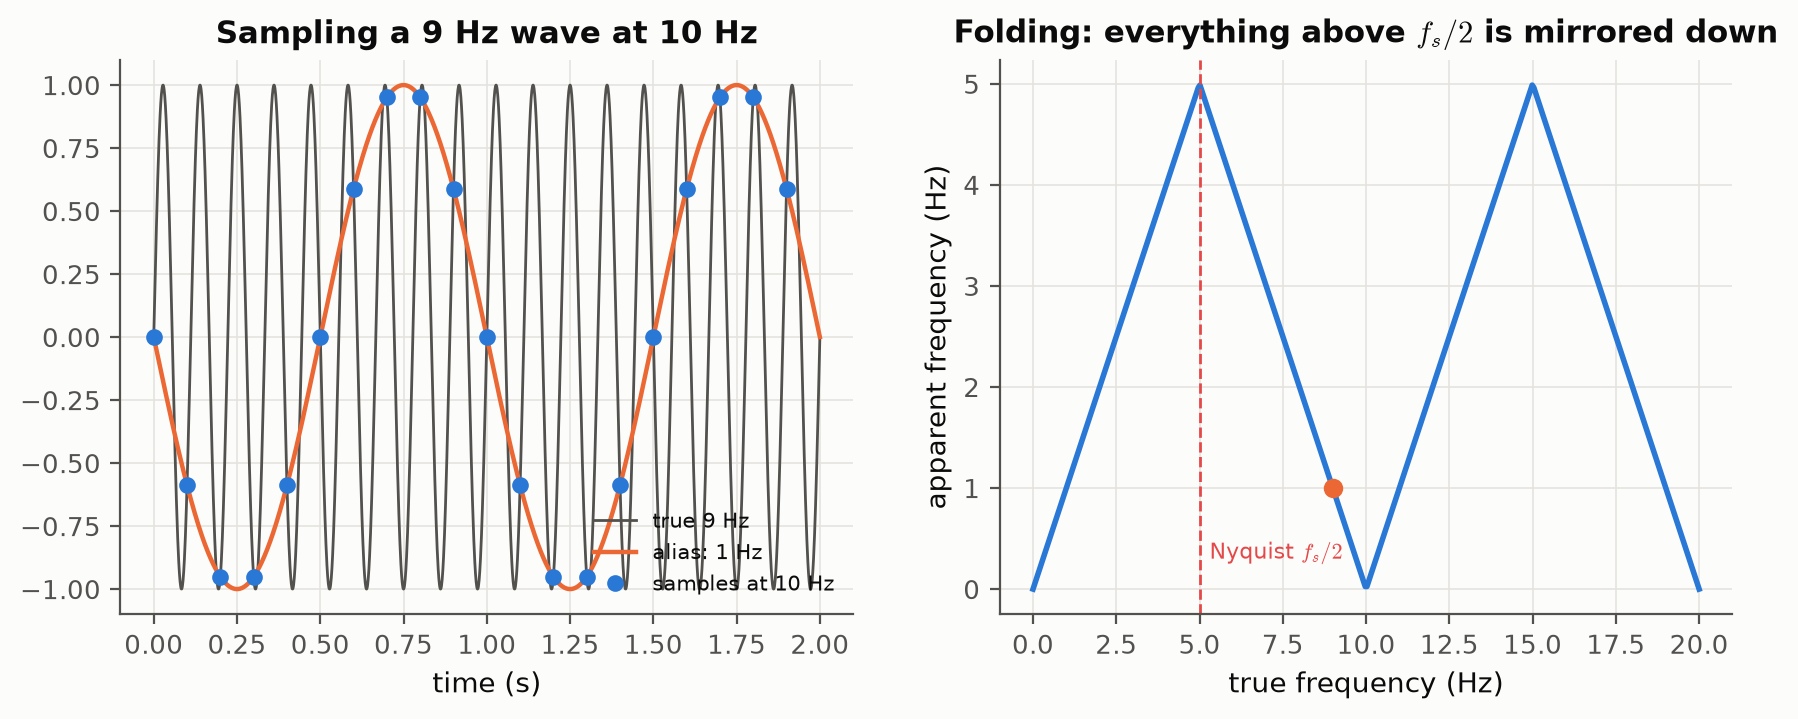 Sampling a 9 Hz wave at 10 Hz
1.00
0.75
0.50
0.25
0.00
−0.25
−0.50
−0.75
−1.00
true 9 Hz
alias: 1 Hz
samples at 10 Hz
0.00 0.25 0.50 0.75 1.00 1.25 1.50 1.75 2.00
time (s)
Folding: everything above f_s/2 is mirrored down
apparent frequency (Hz)
5
4
3
2
1
0
Nyquist f_s/2
0.0 2.5 5.0 7.5 10.0 12.5 15.0 17.5 20.0
true frequency (Hz)